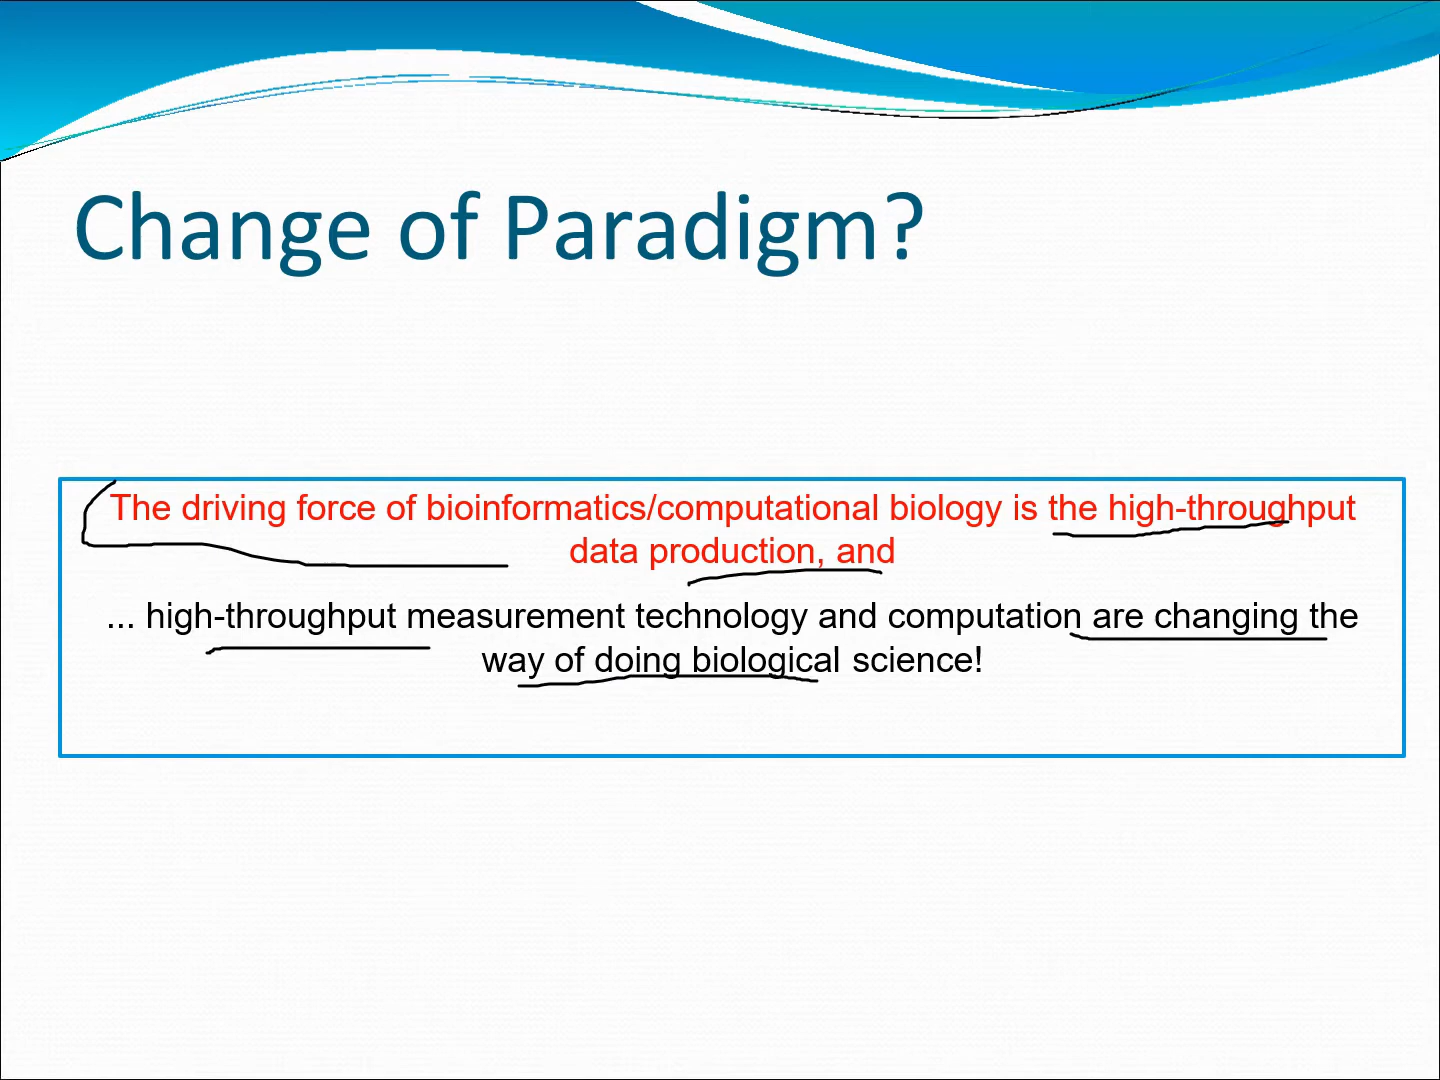 Change of Paradigm?
The driving force of bioinformatics/computational biology is the high-throughput
data production, and
... high-throughput measurement technology and computation are changing the
way of doing biological science!